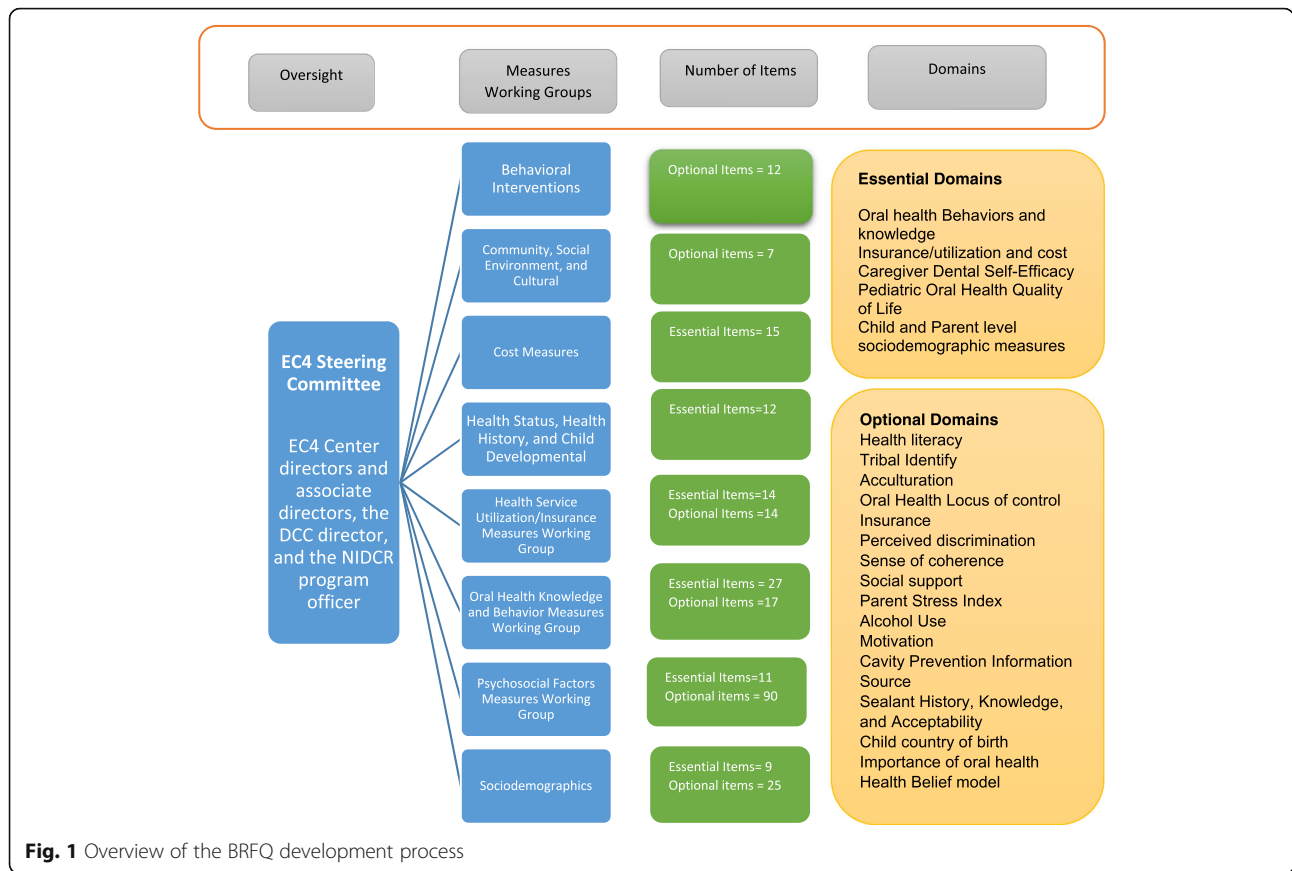 Oversight
Measures
Working Groups
Number of Items
Domains
EC4 Steering
Committee
EC4 Center
directors and
associate
directors, the
DCC director,
and the NIDCR
program
officer
Behavioral
Interventions
Community, Social
Environment, and
Cultural
Cost Measures
Health Status, Health
History, and Child
Developmental
Health Service
Utilization/Insurance
Measures Working
Group
Oral Health Knowledge
and Behavior Measures
Working Group
Psychosocial Factors
Measures Working
Group
Sociodemographics
Optional Items = 12
Optional items = 7
Essential Items= 15
Essential Items=12
Essential Items=14
Optional Items =14
Essential Items = 27
Optional Items =17
Essential Items=11
Optional items = 90
Essential Items= 9
Optional items = 25
Essential Domains
Oral health Behaviors and
knowledge
Insurance/utilization and cost
Caregiver Dental Self-Efficacy
Pediatric Oral Health Quality
of Life
Child and Parent level
sociodemographic measures
Optional Domains
Health literacy
Tribal Identify
Acculturation
Oral Health Locus of control
Insurance
Perceived discrimination
Sense of coherence
Social support
Parent Stress Index
Alcohol Use
Motivation
Cavity Prevention Information
Source
Sealant History, Knowledge,
and Acceptability
Child country of birth
Importance of oral health
Health Belief model
Fig. 1 Overview of the BRFQ development process